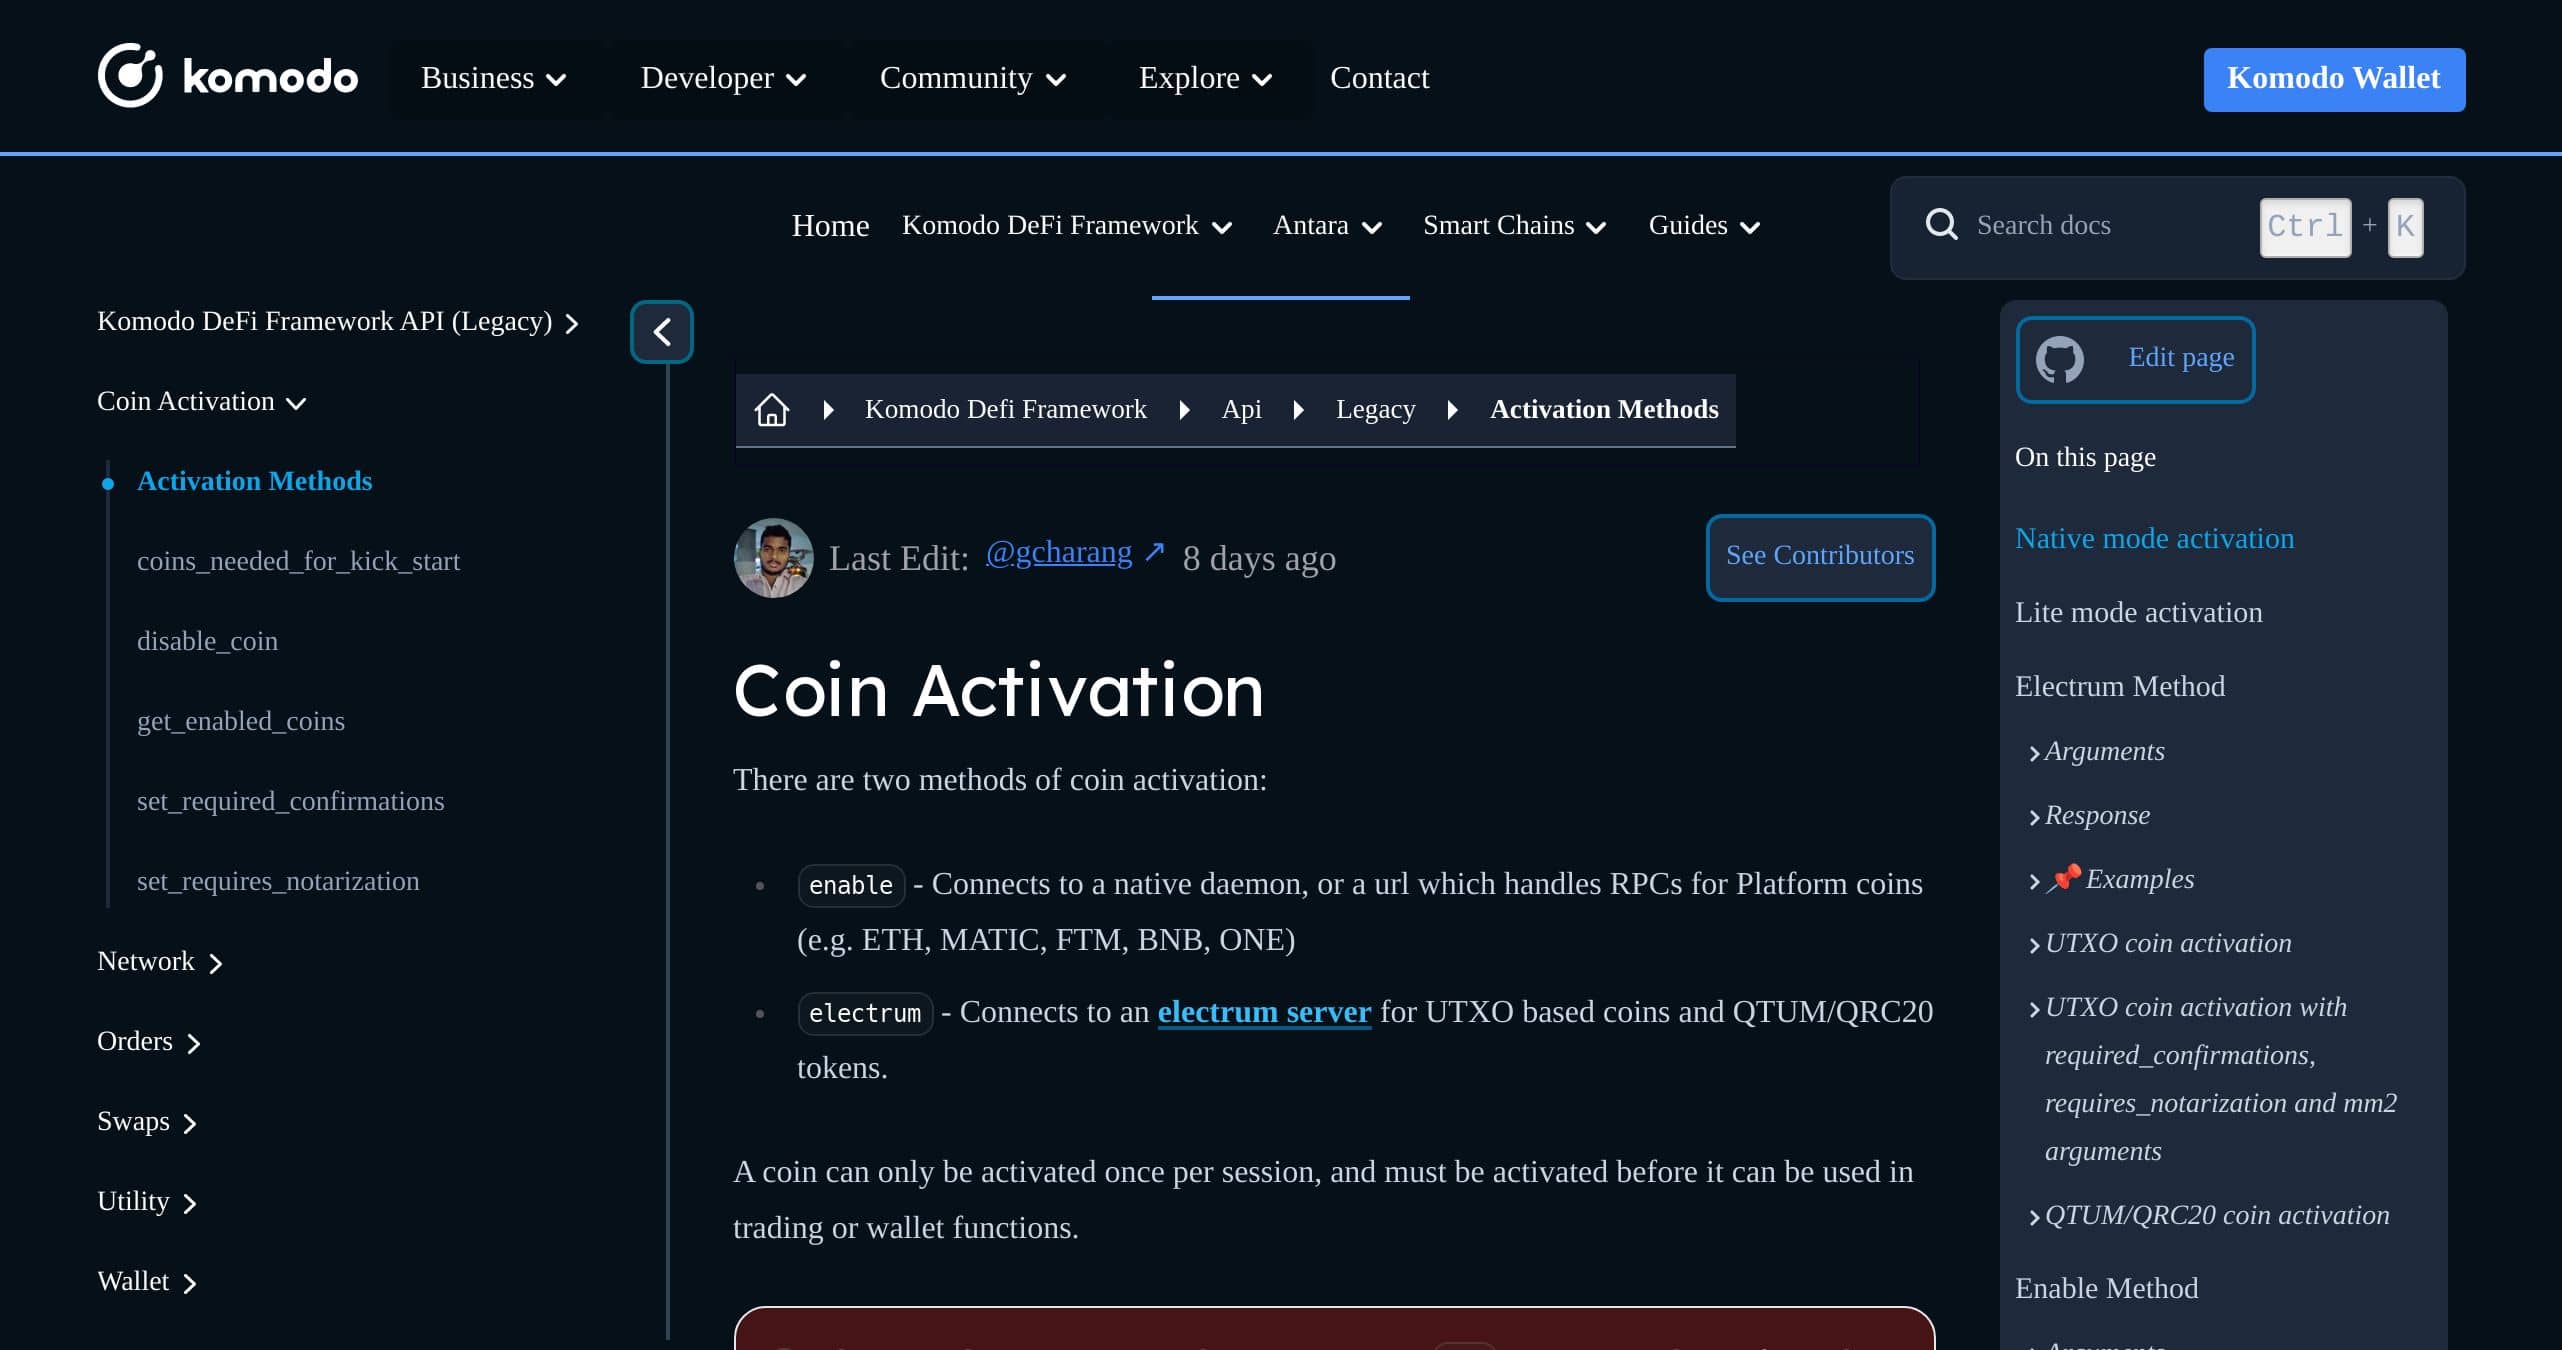 komodo
Business
Developer
Community
Explore
Contact
Komodo Wallet
Home
Komodo DeFi Framework
Antara
Smart Chains
Guides
Search docs
Ctrl + K
Komodo DeFi Framework API (Legacy)
Coin Activation
Activation Methods
coins_needed_for_kick_start
disable_coin
get_enabled_coins
set_required_confirmations
set_requires_notarization
Network
Orders
Swaps
Utility
Wallet
Komodo Defi Framework
Api
Legacy
Activation Methods
Last Edit: @gcharang ↗ 8 days ago
See Contributors
Coin Activation
There are two methods of coin activation:
enable - Connects to a native daemon, or a url which handles RPCs for Platform coins
(e.g. ETH, MATIC, FTM, BNB, ONE)
electrum - Connects to an electrum server for UTXO based coins and QTUM/QRC20
tokens.
A coin can only be activated once per session, and must be activated before it can be used in
trading or wallet functions.
Edit page
On this page
Native mode activation
Lite mode activation
Electrum Method
Arguments
Response
📌 Examples
UTXO coin activation
UTXO coin activation with
required_confirmations,
requires_notarization and mm2
arguments
QTUM/QRC20 coin activation
Enable Method